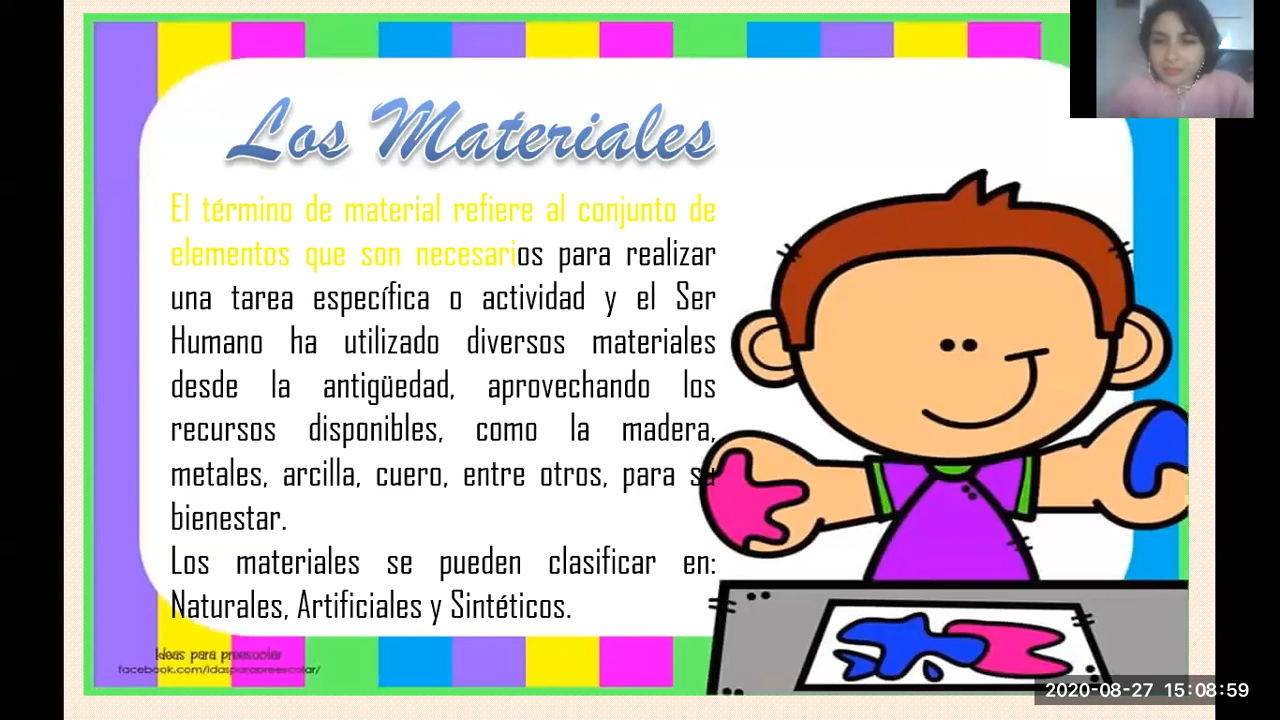 Los Materiales
El término de material refiere al conjunto de
elementos que son necesarios para realizar
una tarea específica o actividad y el Ser
Humano ha utilizado diversos materiales
desde la antigüedad, aprovechando los
recursos disponibles, como la madera,
metales, arcilla, cuero, entre otros, para su
bienestar.
Los materiales se pueden clasificar en:
Naturales, Artificiales y Sintéticos.
Ideas para preescolar
facebook.com/idasparapreescolar/
2020-08-27 15:08:59